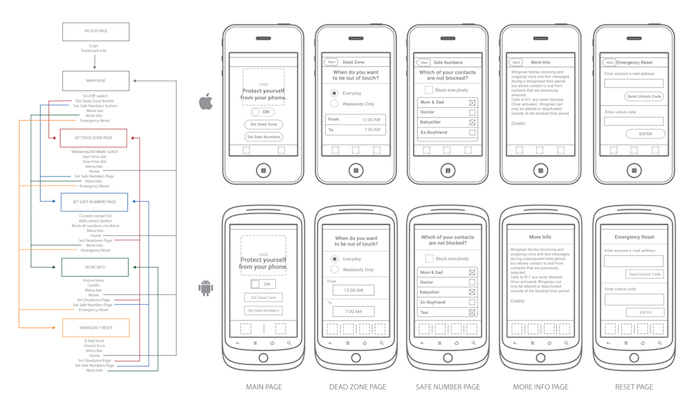 SPLASH PAGE
Logo
Trademark Info
MAIN PAGE
On/Off switch
Set Dead Zone button
Set Safe Numbers button
Menu bar:
More Info
Emergency Reset
SET DEAD ZONE PAGE
Weekends/All Week switch
Start time dial
Stop time dial
Menu bar:
Home
Set Safe Numbers Page
More Info
Emergency Reset
SET SAFE NUMBERS PAGE
Current contact list
Add contact button
Block all numbers checkbox
Menu bar:
Home
Set Deadzone Page
More Info
Emergency Reset
MORE INFO
Instructions
Credits
Menu bar:
Home
Set Deadzone Page
Set Safe Numbers Page
Emergency Reset
EMERGENCY RESET
E-Mail form
Unlock form
Menu bar:
Home
Set Deadzone Page
Set Safe Numbers Page
More Info
Protect yourself
from your phone.
ON
Set Dead Zone
Set Safe Numbers
Main
Dead Zone
When do you want
to be out of touch?
Everyday
Weekends Only
From
12:00 AM
To
7:00 AM
Main
Safe Numbers
Which of your contacts
are not blocked?
Block everybody
Mom & Dad
Doctor
Babysitter
Ex-Boyfriend
Main
More Info
Wingman blocks incoming and
outgoing voice and text messages
during a designated time period,
but allows contact to and from
contacts that are previously
selected.
Calls to 911 are never blocked.
Once activated, Wingman can
only be altered or deactivated
outside of the blocked time period.
Credits:
Main
Emergency Reset
Enter account e-mail address:
Send Unlock Code
Enter unlock code:
ENTER
Protect yourself
from your phone.
ON
Set Dead Zone
Set Safe Numbers
When do you want
to be out of touch?
Everyday
Weekends Only
From
12:00 AM
To
7:00 AM
Which of your contacts
are not blocked?
Block everybody
Mom & Dad
Doctor
Babysitter
Ex-Boyfriend
Taxi
More Info
Wingman blocks incoming and
outgoing voice and text messages
during a designated time period,
but allows contact to and from
contacts that are previously
selected.
Calls to 911 are never blocked.
Once activated, Wingman can
only be altered or deactivated
outside of the blocked time period.
Credits:
Emergency Reset
Enter account e-mail address:
Send Unlock Code
Enter unlock code:
ENTER
MAIN PAGE
DEAD ZONE PAGE
SAFE NUMBER PAGE
MORE INFO PAGE
RESET PAGE